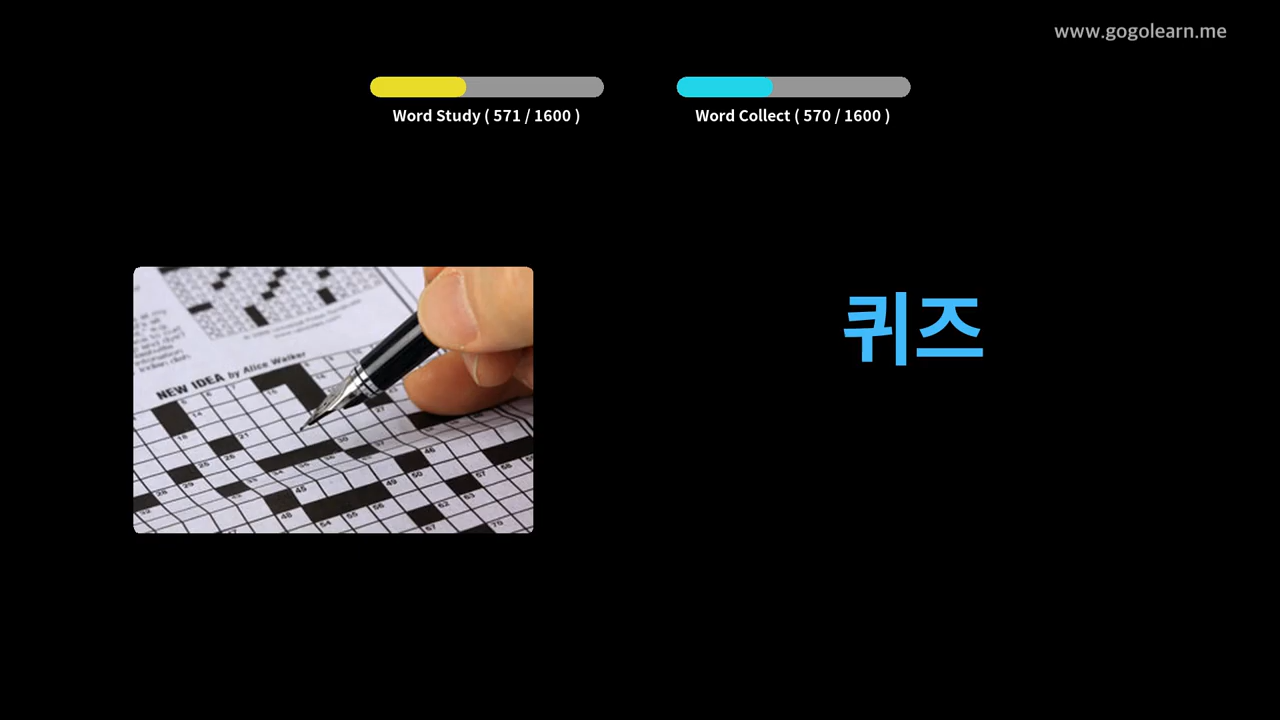 www.gogolearn.me
Word Study ( 571 / 1600 )
Word Collect ( 570 / 1600 )
퀴즈
NEW IDEA by Alice Walker